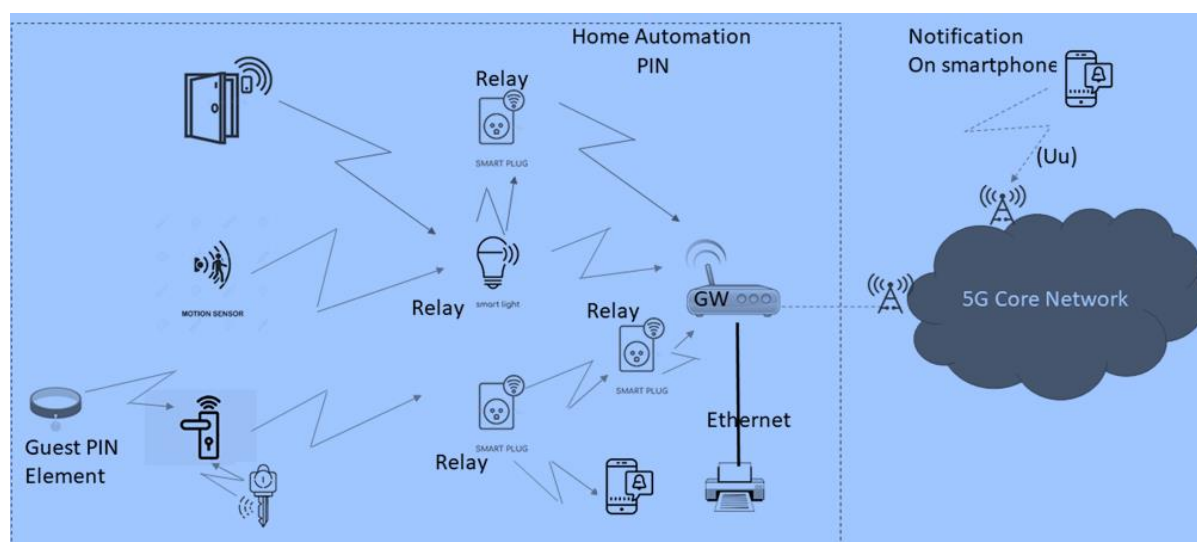 Home Automation
PIN
Notification
On smartphone
Relay
SMART PLUG
(Uu)
MOTION SENSOR
Relay
smart light
GW
5G Core Network
Relay
SMART PLUG
Guest PIN
Element
SMART PLUG
Relay
Ethernet